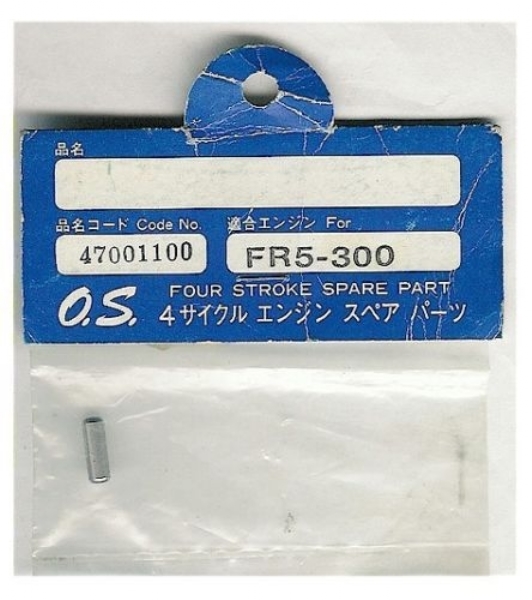 品名
品名コード Code No.
適合エンジン For
47001100
FR5-300
O.S.
FOUR STROKE SPARE PART
4サイクル エンジン スペア パーツ